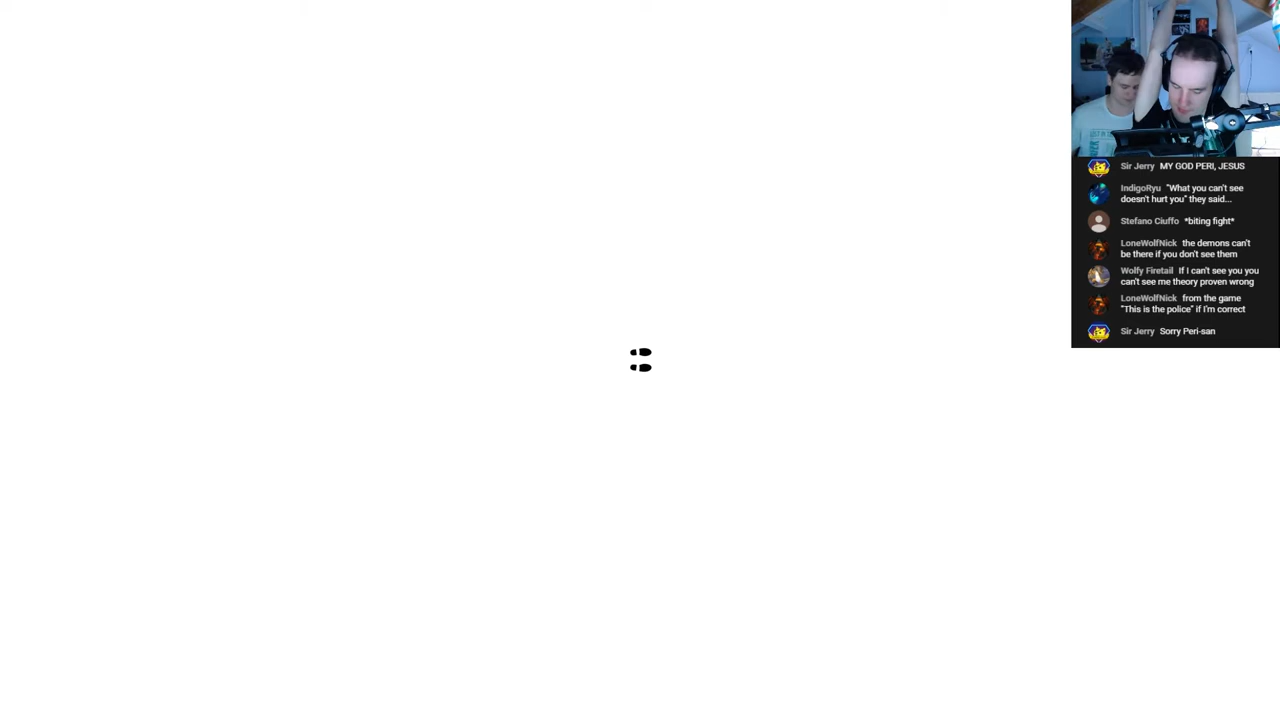 LOST IN
Sir Jerry MY GOD PERI, JESUS
IndigoRyu "What you can't see
doesn't hurt you" they said...
Stefano Ciuffo *biting fight*
LoneWolfNick the demons can't
be there if you don't see them
Wolfy Firetail If I can't see you you
can't see me theory proven wrong
LoneWolfNick from the game
"This is the police" if I'm correct
Sir Jerry Sorry Peri-san